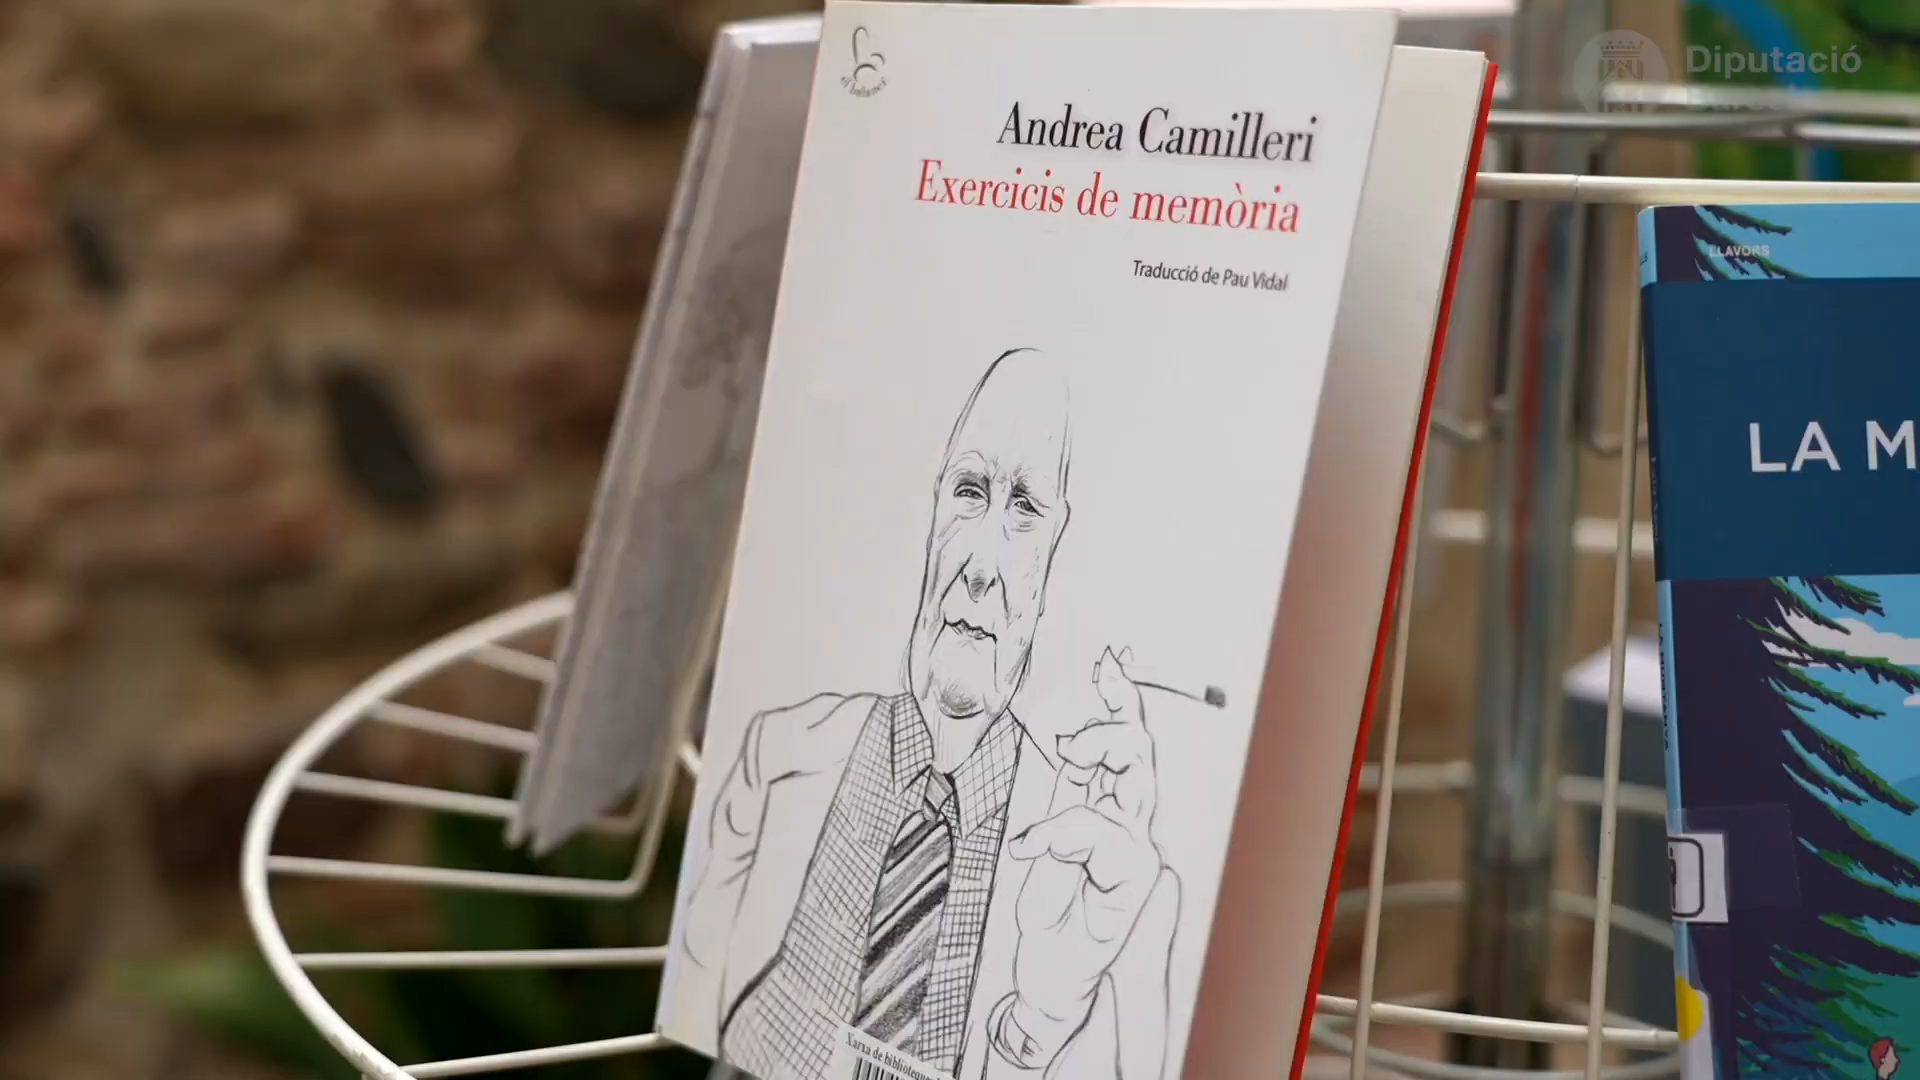 Diputació
Andrea Camilleri
Exercicis de memòria
Traducció de Pau Vidal
LLAVORS
LA M
Xarxa de biblioteques